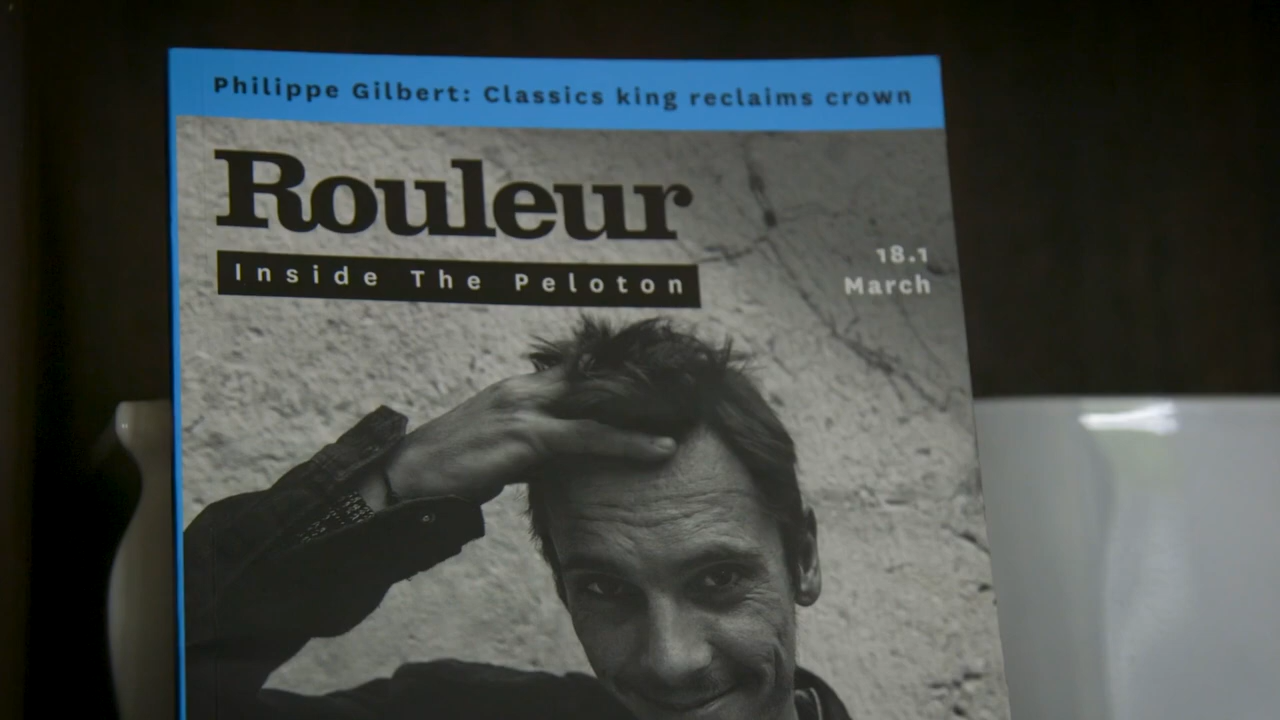 Philippe Gilbert: Classics king reclaims crown
Rouleur
Inside The Peloton
18.1
March